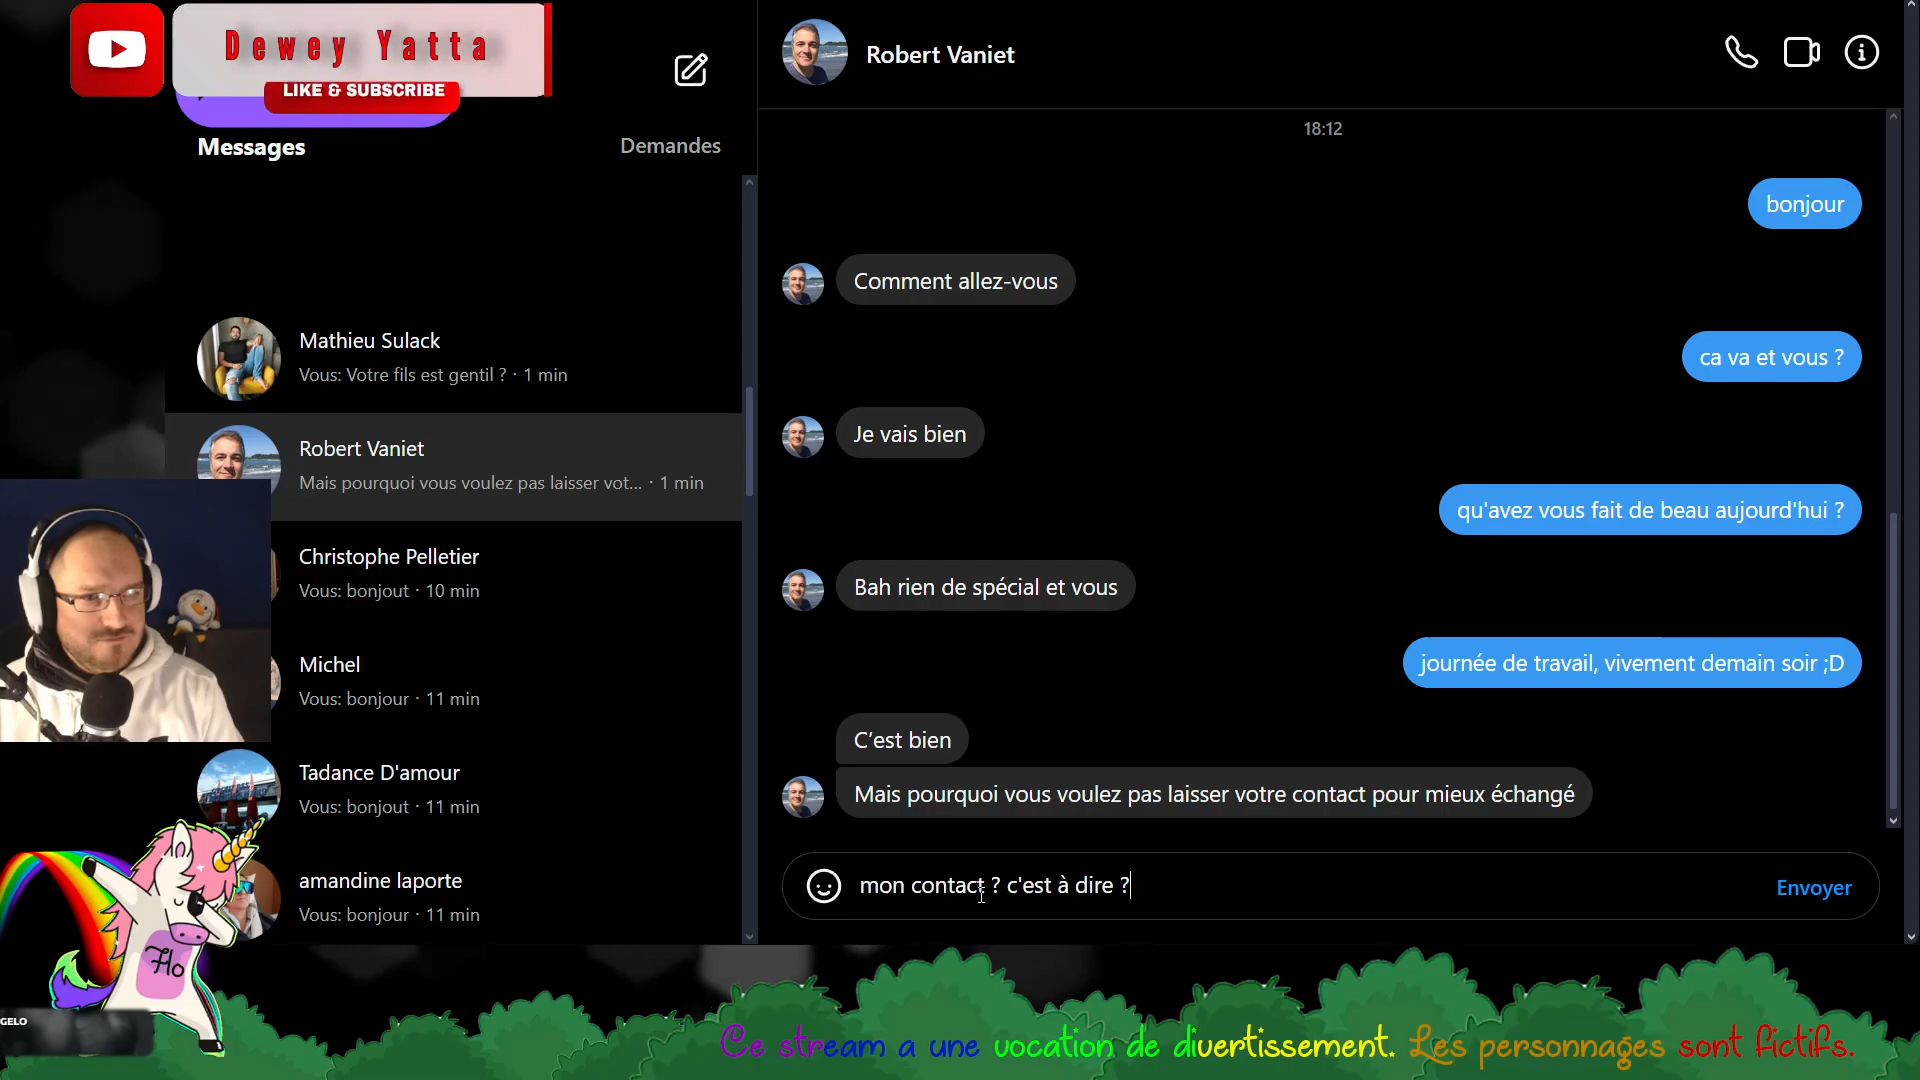 Dewey Yatta
LIKE & SUBSCRIBE
Messages
Demandes
Mathieu Sulack
Vous: Votre fils est gentil ? · 1 min
Robert Vaniet
Mais pourquoi vous voulez pas laisser vot... · 1 min
Christophe Pelletier
Vous: bonjout · 10 min
Michel
Vous: bonjour · 11 min
Tadance D'amour
Vous: bonjout · 11 min
amandine laporte
Vous: bonjour · 11 min
Robert Vaniet
18:12
bonjour
Comment allez-vous
ca va et vous ?
Je vais bien
qu'avez vous fait de beau aujourd'hui ?
Bah rien de spécial et vous
journée de travail, vivement demain soir ;D
C'est bien
Mais pourquoi vous voulez pas laisser votre contact pour mieux échangé
mon contact ? c'est à dire ?
Envoyer
Flo
GELO
Ce stream a une vocation de divertissement. Les personnages sont fictifs.